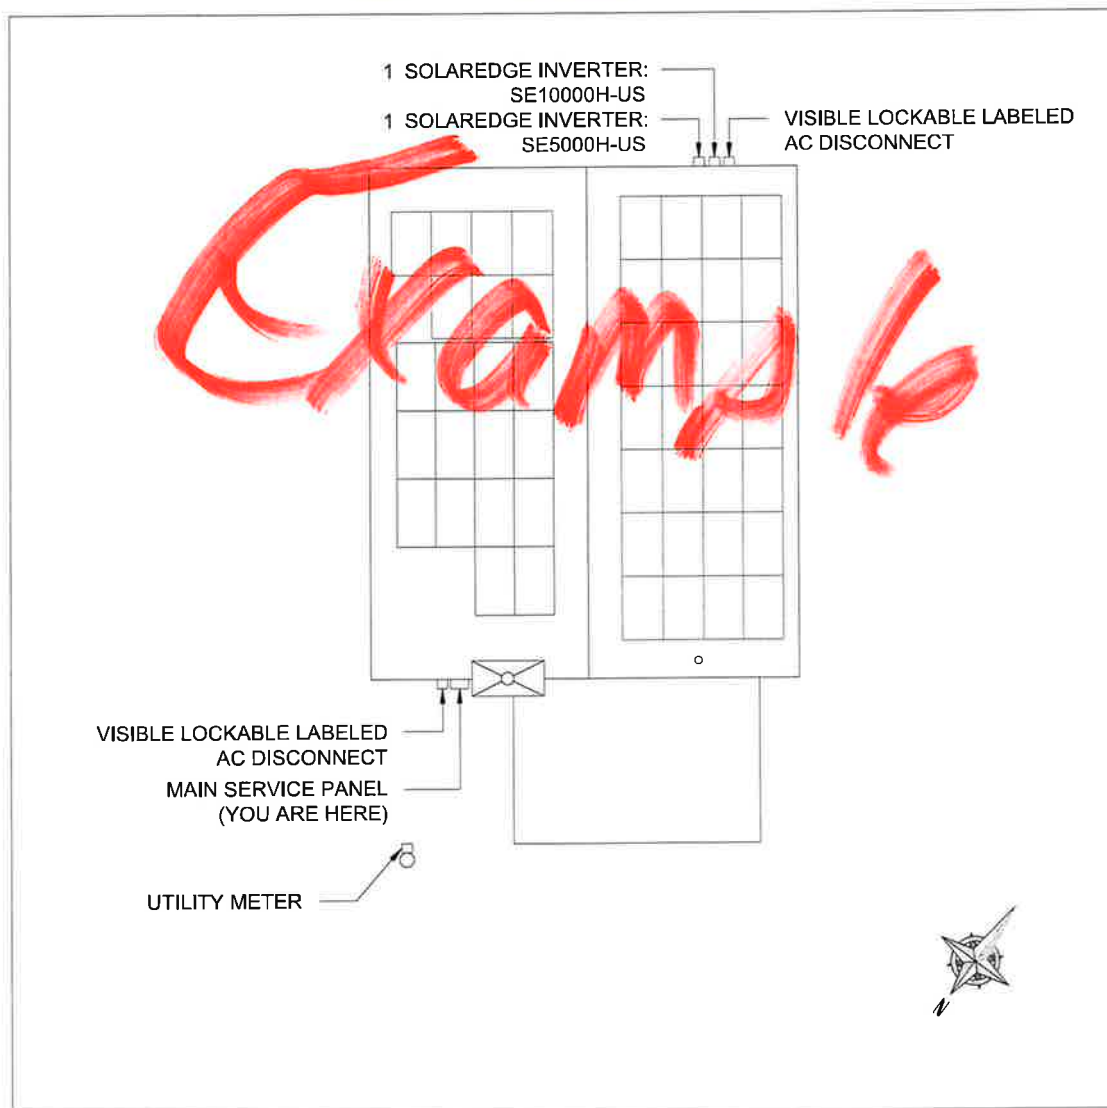 1 SOLAREDGE INVERTER:
SE10000H-US
1 SOLAREDGE INVERTER:
SE5000H-US
VISIBLE LOCKABLE LABELED
AC DISCONNECT
Example
VISIBLE LOCKABLE LABELED
AC DISCONNECT
MAIN SERVICE PANEL
(YOU ARE HERE)
UTILITY METER
N